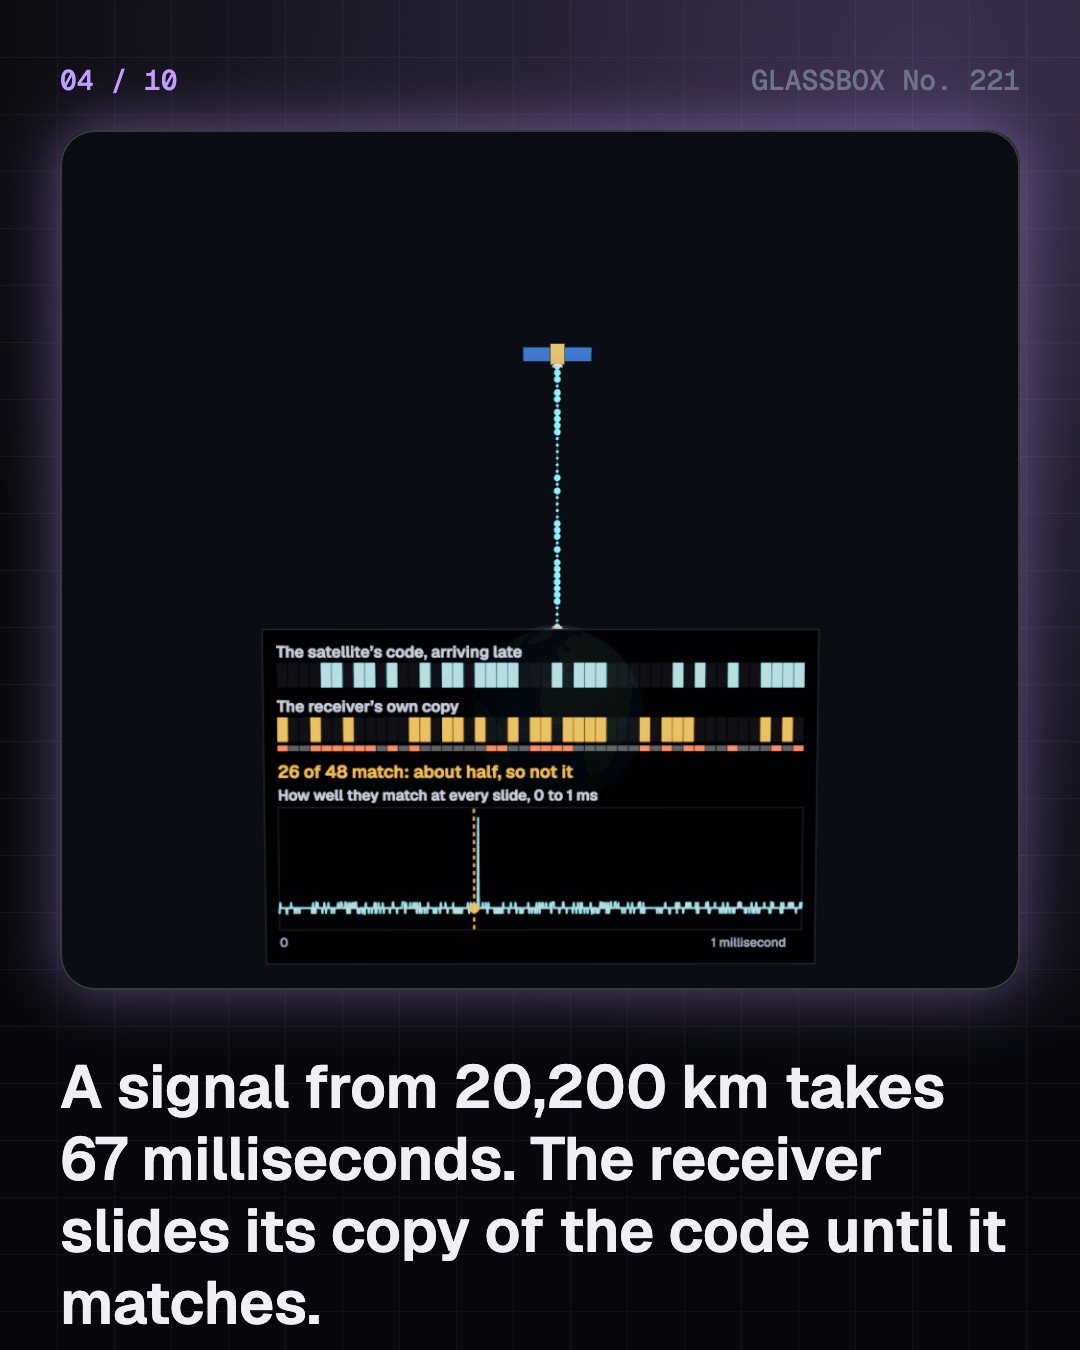 04 / 10
GLASSBOX No. 221
The satellite's code, arriving late
The receiver's own copy
26 of 48 match: about half, so not it
How well they match at every slide, 0 to 1 ms
0
1 millisecond
A signal from 20,200 km takes
67 milliseconds. The receiver
slides its copy of the code until it
matches.